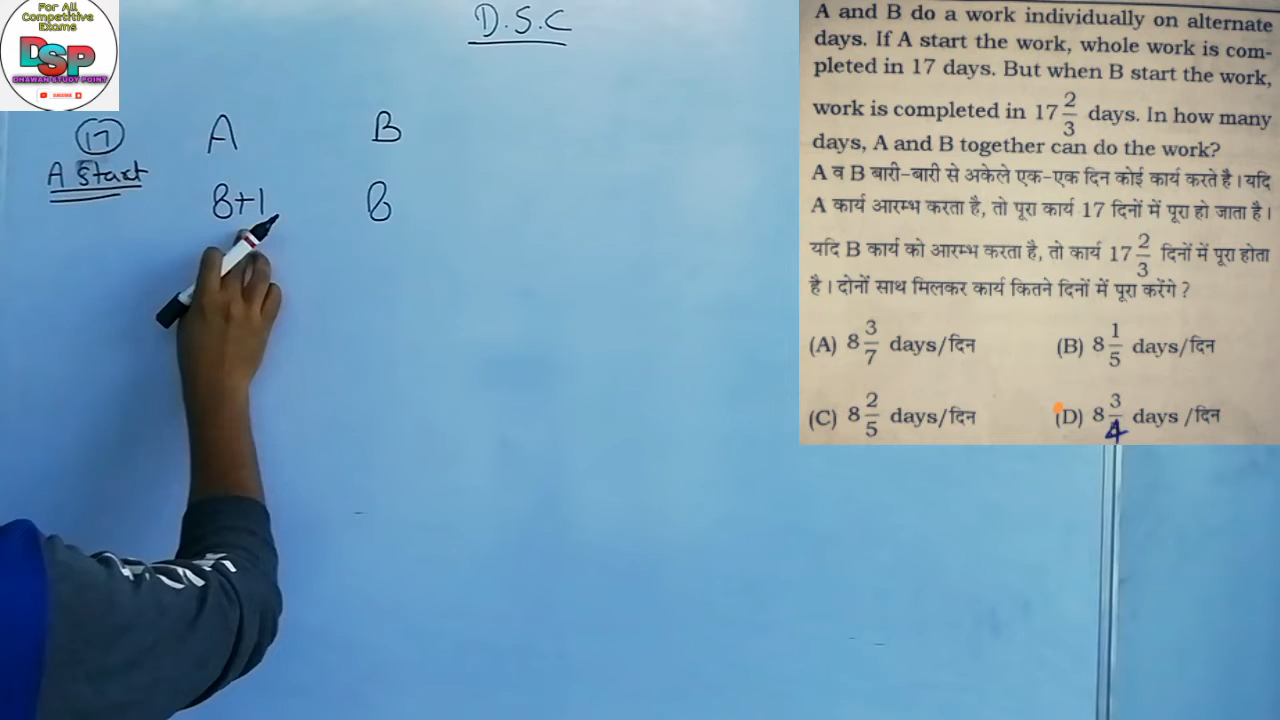 For All
Competitive
Exams
DSP
DHAWAN STUDY POINT
SUBSCRIBE
D.S.C
17 A B
A Start
8+1 8
A and B do a work individually on alternate
days. If A start the work, whole work is com-
pleted in 17 days. But when B start the work,
work is completed in 17 2/3 days. In how many
days, A and B together can do the work?
A व B बारी-बारी से अकेले एक-एक दिन कोई कार्य करते है। यदि
A कार्य आरम्भ करता है, तो पूरा कार्य 17 दिनों में पूरा हो जाता है।
यदि B कार्य को आरम्भ करता है, तो कार्य 17 2/3 दिनों में पूरा होता
है। दोनों साथ मिलकर कार्य कितने दिनों में पूरा करेंगे?
(A) 8 3/7 days/दिन (B) 8 1/5 days/दिन
(C) 8 2/5 days/दिन (D) 8 3/4 days /दिन